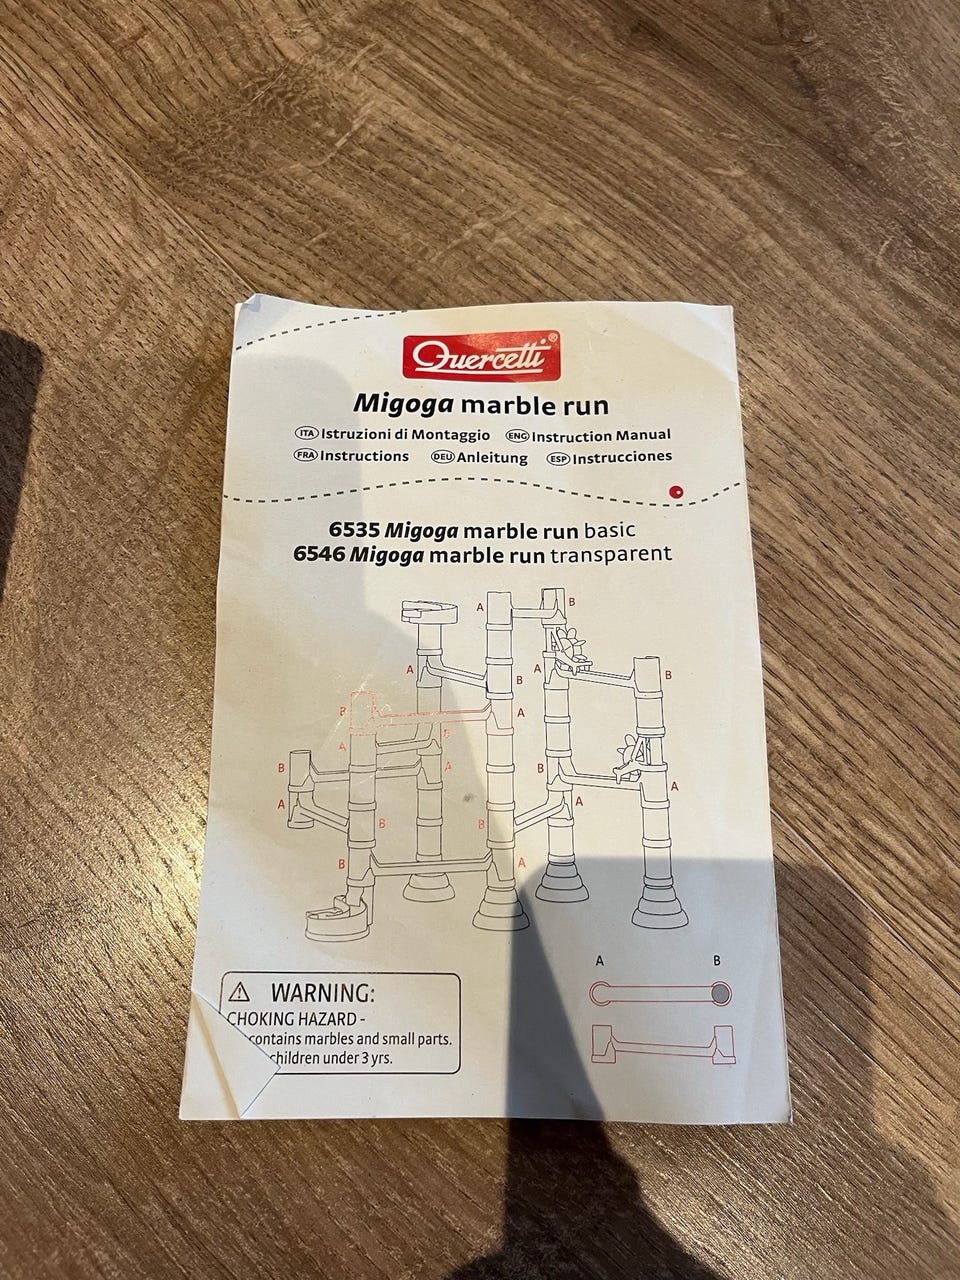 Quercetti®
Migoga marble run
ITA Istruzioni di Montaggio ENG Instruction Manual
FRA Instructions DEU Anleitung ESP Instrucciones
6535 Migoga marble run basic
6546 Migoga marble run transparent
A B
A B A B
B A
A B
B A B A
A A
B B
B A
A B
WARNING:
CHOKING HAZARD -
contains marbles and small parts.
children under 3 yrs.